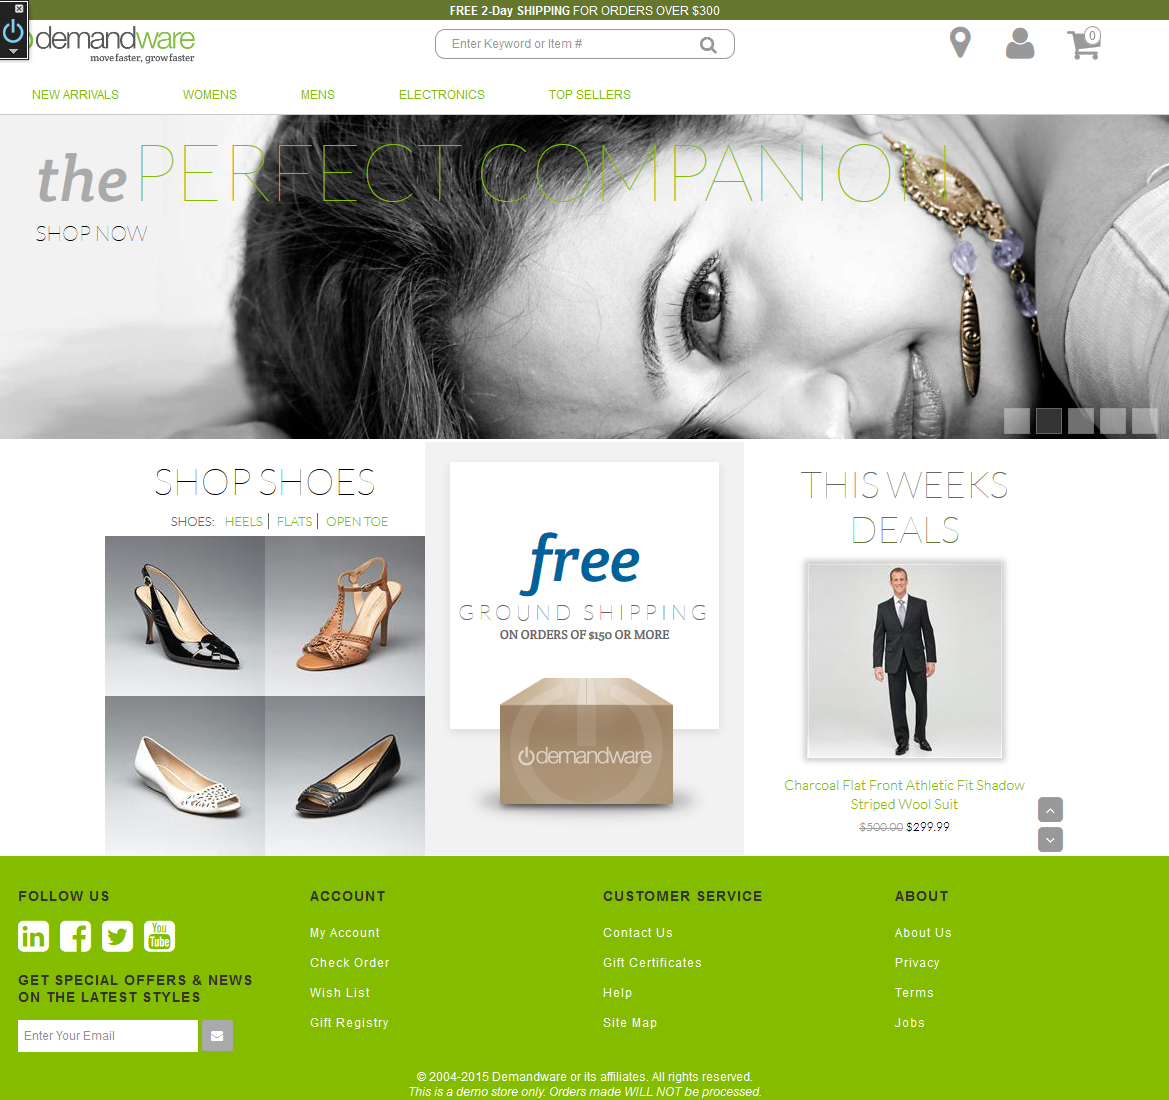 FREE 2-Day SHIPPING FOR ORDERS OVER $300
demandware
move faster, grow faster
Enter Keyword or Item #
0
NEW ARRIVALS WOMENS MENS ELECTRONICS TOP SELLERS
the PERFECT COMPANION
SHOP NOW
SHOP SHOES
SHOES: HEELS | FLATS | OPEN TOE
free
GROUND SHIPPING
ON ORDERS OF $150 OR MORE
demandware
THIS WEEKS
DEALS
Charcoal Flat Front Athletic Fit Shadow
Striped Wool Suit
$500.00 $299.99
FOLLOW US
in f You Tube
GET SPECIAL OFFERS & NEWS
ON THE LATEST STYLES
Enter Your Email
ACCOUNT
My Account
Check Order
Wish List
Gift Registry
CUSTOMER SERVICE
Contact Us
Gift Certificates
Help
Site Map
ABOUT
About Us
Privacy
Terms
Jobs
© 2004-2015 Demandware or its affiliates. All rights reserved.
This is a demo store only. Orders made WILL NOT be processed.